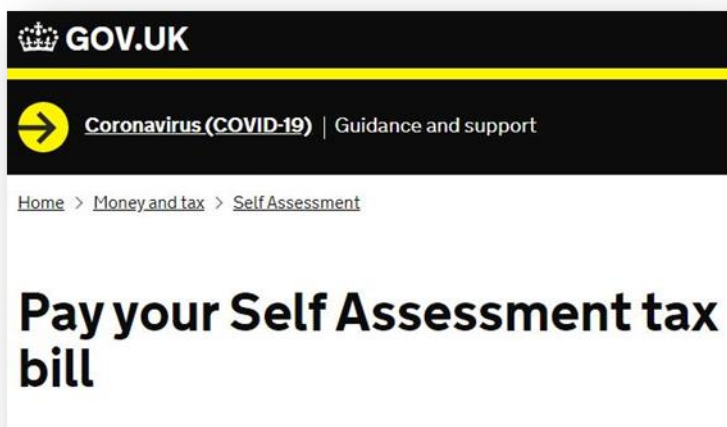 GOV.UK
Coronavirus (COVID-19) | Guidance and support
Home > Money and tax > Self Assessment
Pay your Self Assessment tax
bill